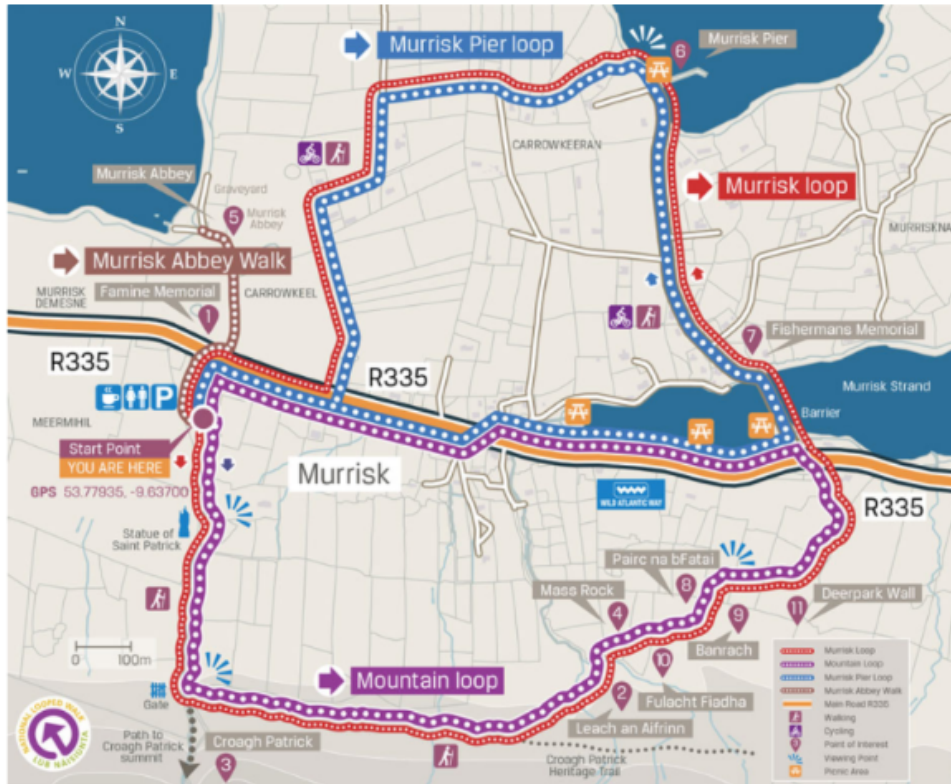 N
W
E
S
Murrisk Pier loop
6
Murrisk Pier
CARROWKEERAN
Murrisk Abbey
Graveyard
5
Murrisk
Abbey
Murrisk loop
MURRISKNA
Murrisk Abbey Walk
MURRISK
DEMESNE
Famine Memorial
CARROWKEEL
1
7
Fishermans Memorial
R335
R335
Murrisk Strand
P
Barrier
MEERMIHIL
Start Point
YOU ARE HERE
GPS 53.77935, -9.63700
Murrisk
WILD ATLANTIC WAY
R335
Statue of
Saint Patrick
Pairc na bFatai
8
Mass Rock
4
9
11
Deerpark Wall
Banrach
10
0 100m
Mountain loop
2
Fulacht Fiadha
Leach an Aifrinn
Gate
NATIONAL LOOPED WALK
LUB NÁISIÚNTA
Path to
Croagh Patrick
summit
Croagh Patrick
3
Croagh Patrick
Heritage Trail
Murrisk Loop
Mountain Loop
Murrisk Pier Loop
Murrisk Abbey Walk
Main Road R335
Walking
Cycling
Point of Interest
Viewing Point
Picnic Area